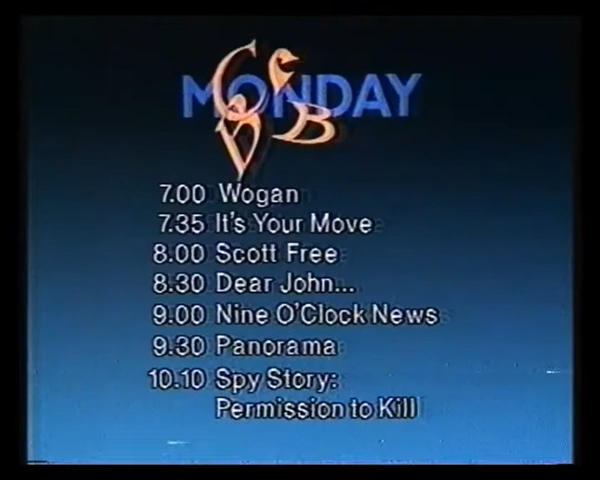 MONDAY
7.00 Wogan
7.35 It's Your Move
8.00 Scott Free
8.30 Dear John...
9.00 Nine O'Clock News
9.30 Panorama
10.10 Spy Story:
Permission to Kill